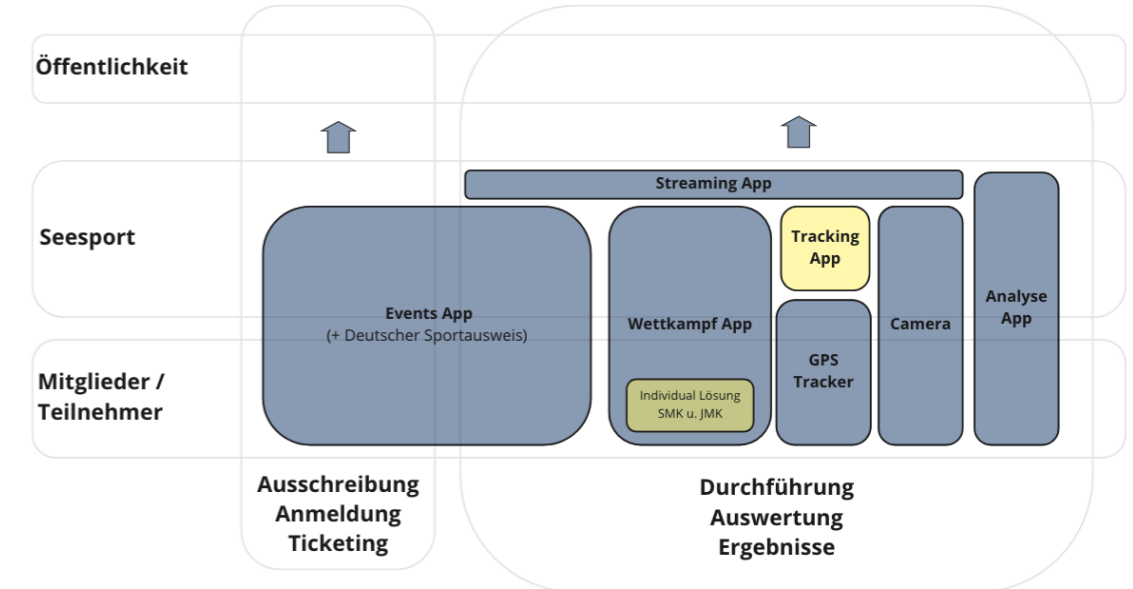 Öffentlichkeit
Streaming App
Seesport
Tracking
App
Events App
(+ Deutscher Sportausweis)
Wettkampf App
Camera
Analyse
App
GPS
Tracker
Mitglieder /
Teilnehmer
Individual Lösung
SMK u. JMK
Ausschreibung
Anmeldung
Ticketing
Durchführung
Auswertung
Ergebnisse